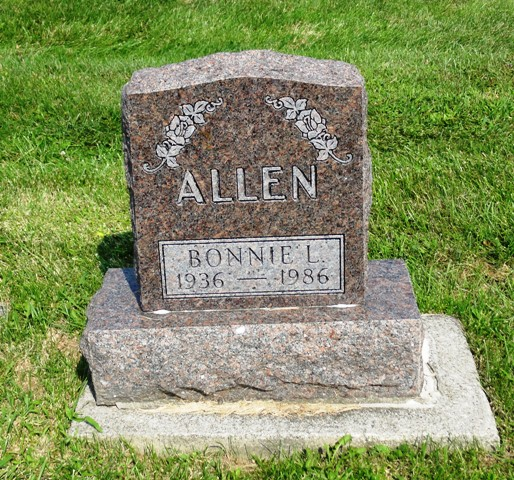 ALLEN
BONNIE L.
1936 — 1986